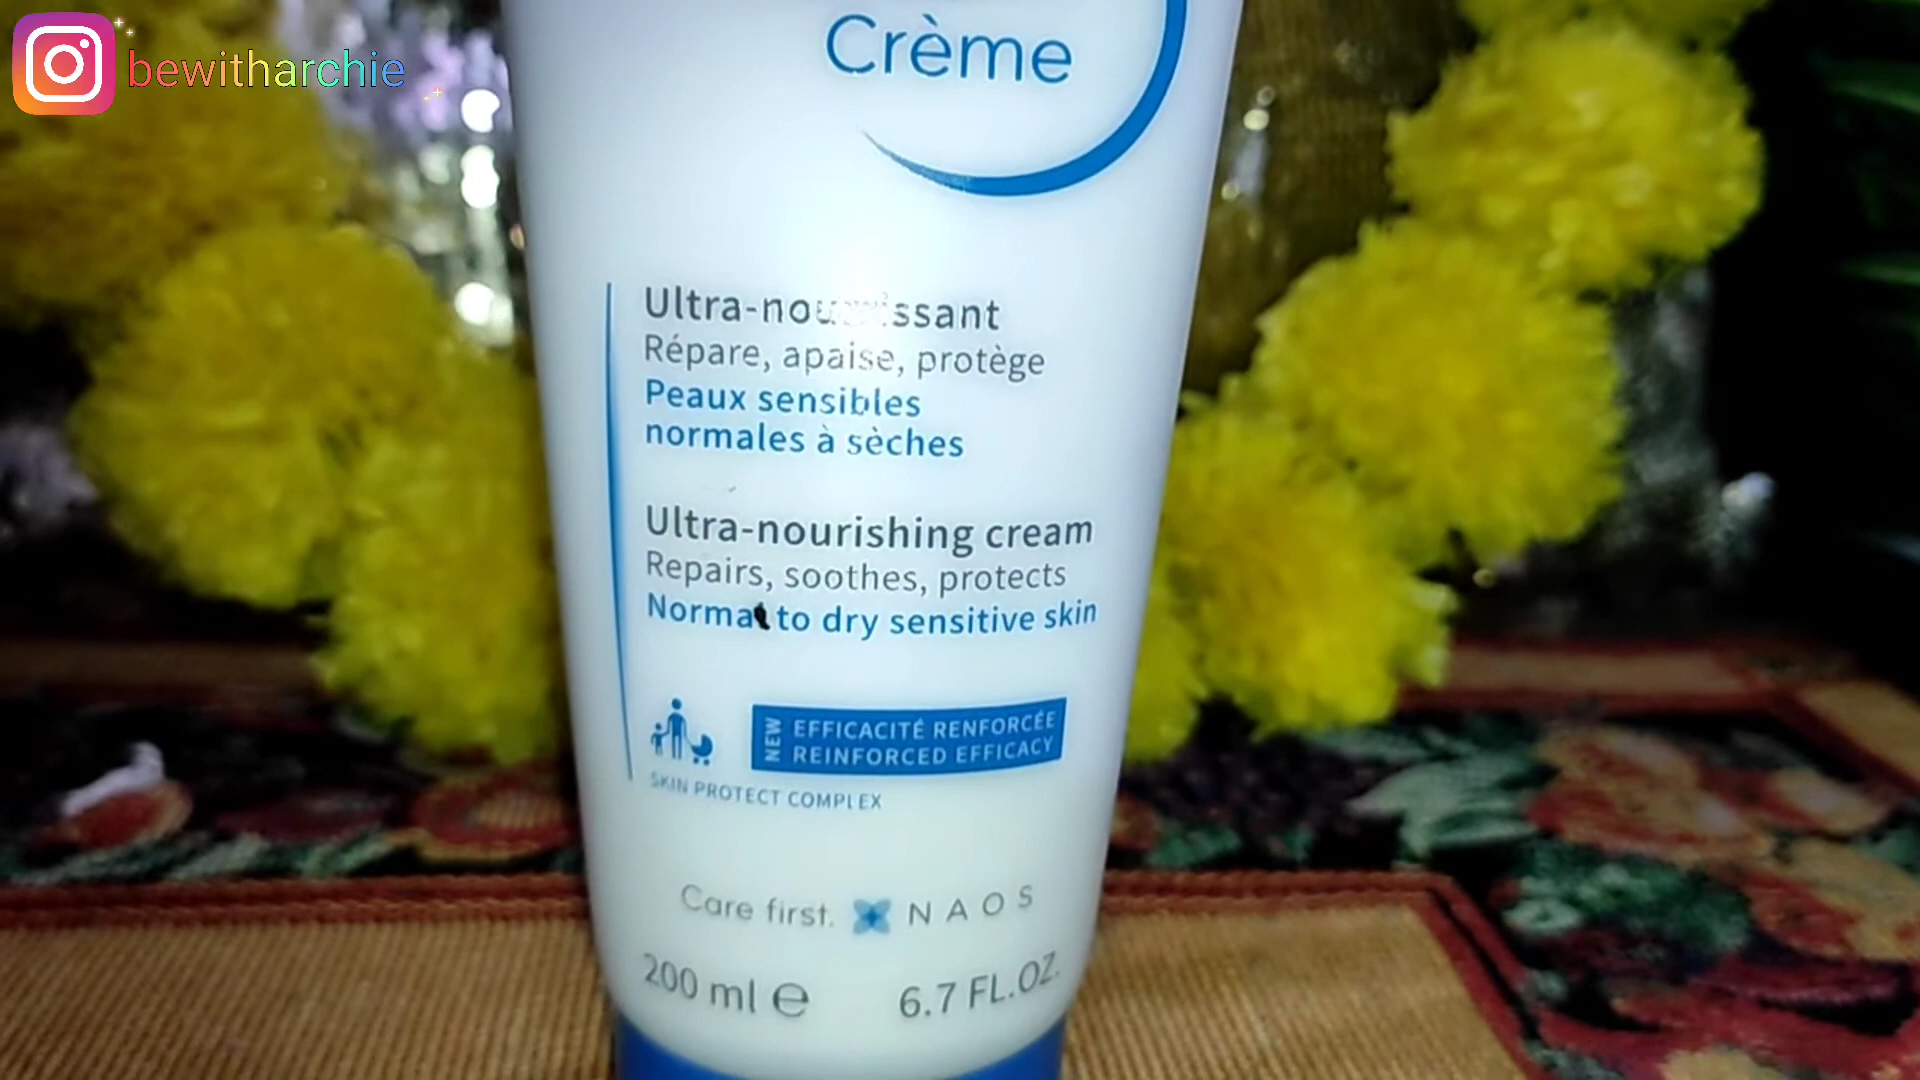 bewitharchie
Crème
Répare, apaise, protège
Peaux sensibles
normales à sèches
Ultra-nourishing cream
Repairs, soothes, protects
to dry sensitive skin
NEW
EFFICACITÉ RENFORCÉE
REINFORCED EFFICACY
SKIN PROTECT COMPLEX
Care first. NAOS
200 ml e 6.7 FL.OZ.